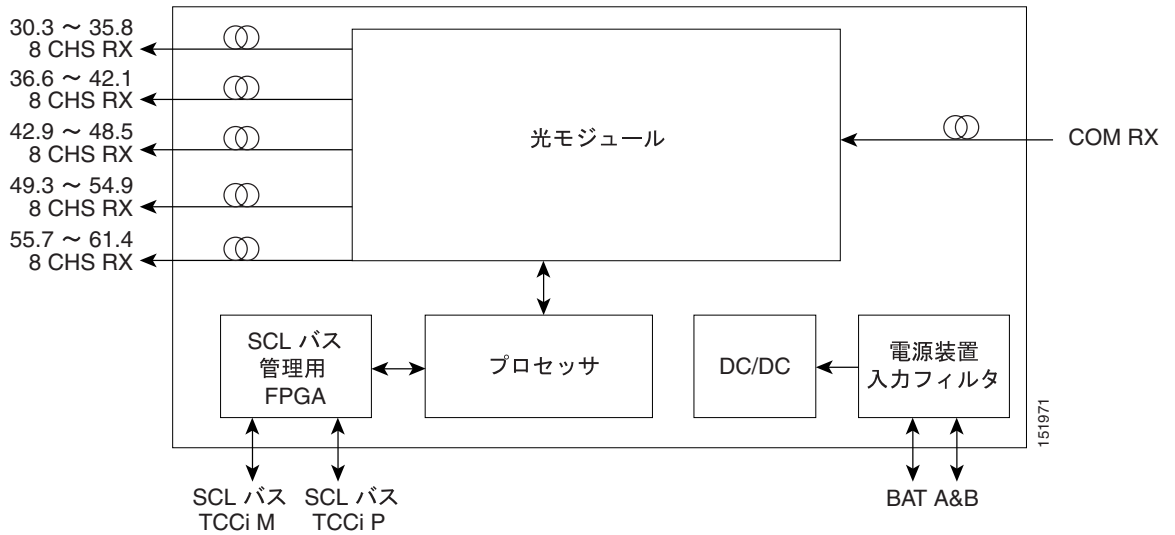 30.3 ～ 35.8
8 CHS RX
36.6 ～ 42.1
8 CHS RX
42.9 ～ 48.5
8 CHS RX
49.3 ～ 54.9
8 CHS RX
55.7 ～ 61.4
8 CHS RX
光モジュール
COM RX
SCL バス
管理用
FPGA
プロセッサ
DC/DC
電源装置
入力フィルタ
151971
SCL バス
TCCi M
SCL バス
TCCi P
BAT A&B